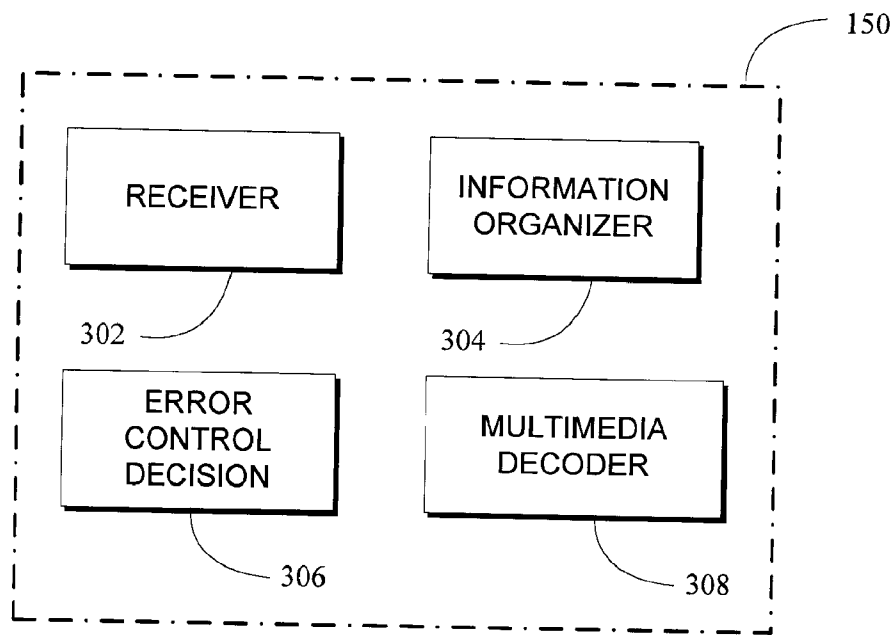 150
RECEIVER
302
INFORMATION
ORGANIZER
304
ERROR
CONTROL
DECISION
306
MULTIMEDIA
DECODER
308